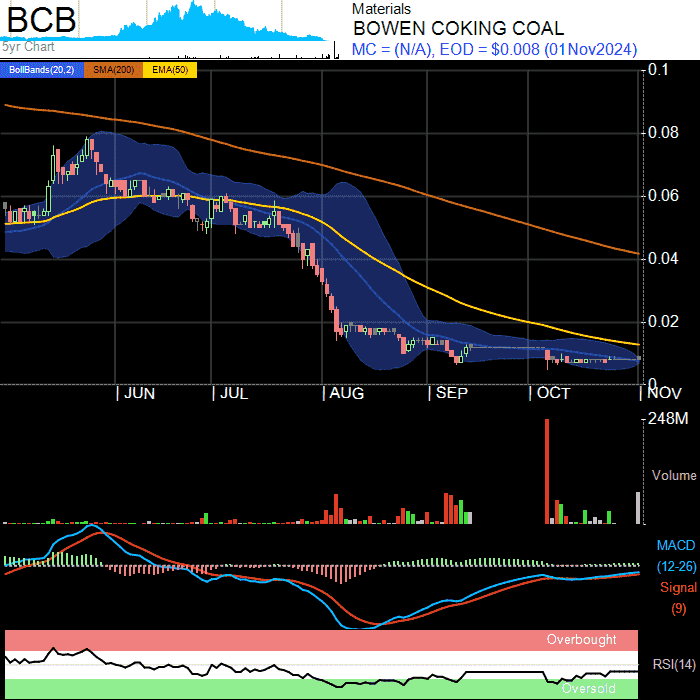 BCB
5yr Chart
Materials
BOWEN COKING COAL
MC = (N/A), EOD = $0.008 (01Nov2024)
BollBands(20,2) SMA(200) EMA(50)
0.1
0.08
0.06
0.04
0.02
0
JUN JUL AUG SEP OCT NOV
248M
Volume
MACD
(12-26)
Signal
(9)
Overbought
RSI(14)
Oversold